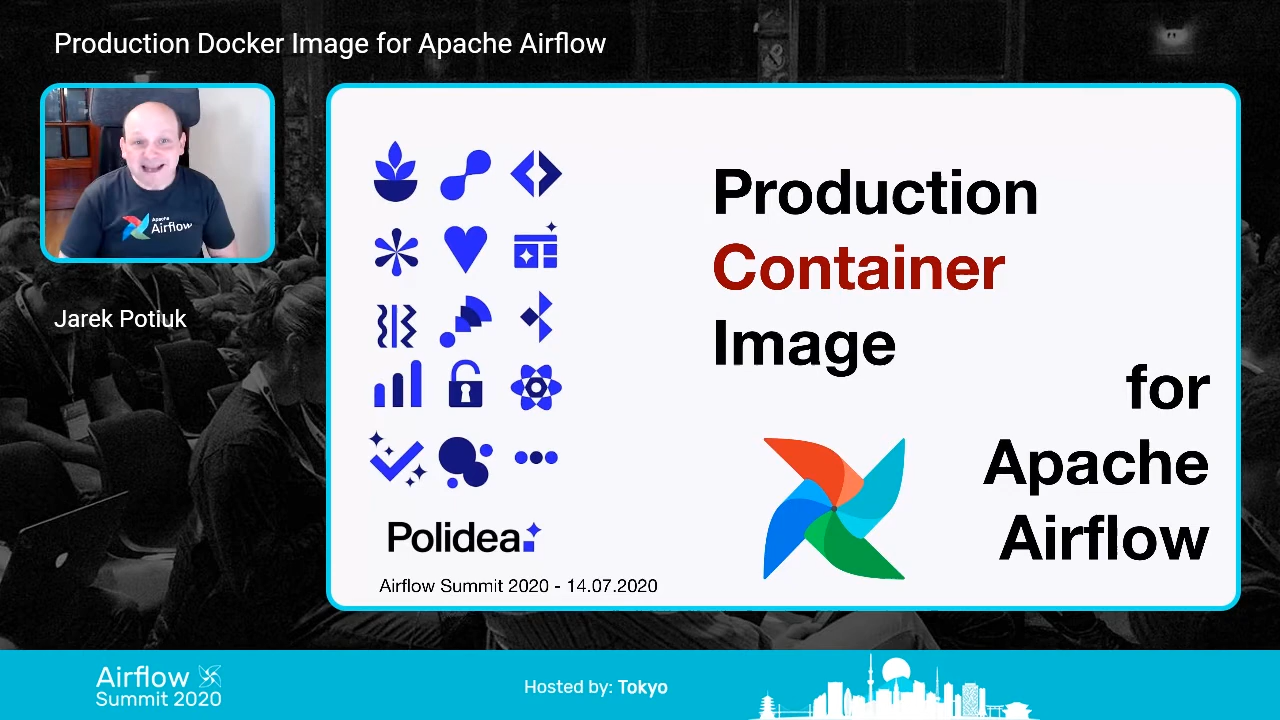 Production Docker Image for Apache Airflow
Apache
Airflow
Jarek Potiuk
Production
Container
Image
for
Apache
Airflow
Polidea
Airflow Summit 2020 - 14.07.2020
Airflow
Summit 2020
Hosted by: Tokyo